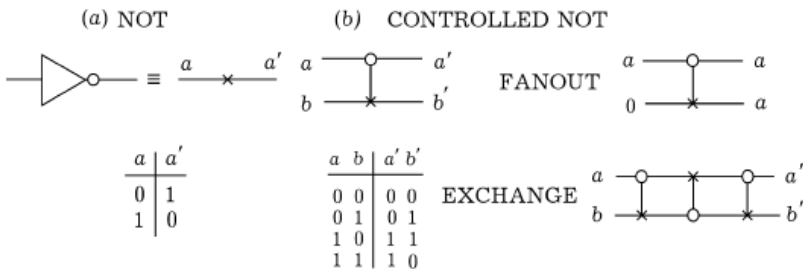 (a) NOT
(b) CONTROLLED NOT
≡ a a′
a a′
b b′
FANOUT
a a
0 a
a a′
0 1
1 0
a b a′ b′
0 0 0 0
0 1 0 1
1 0 1 1
1 1 1 0
EXCHANGE
a a′
b b′